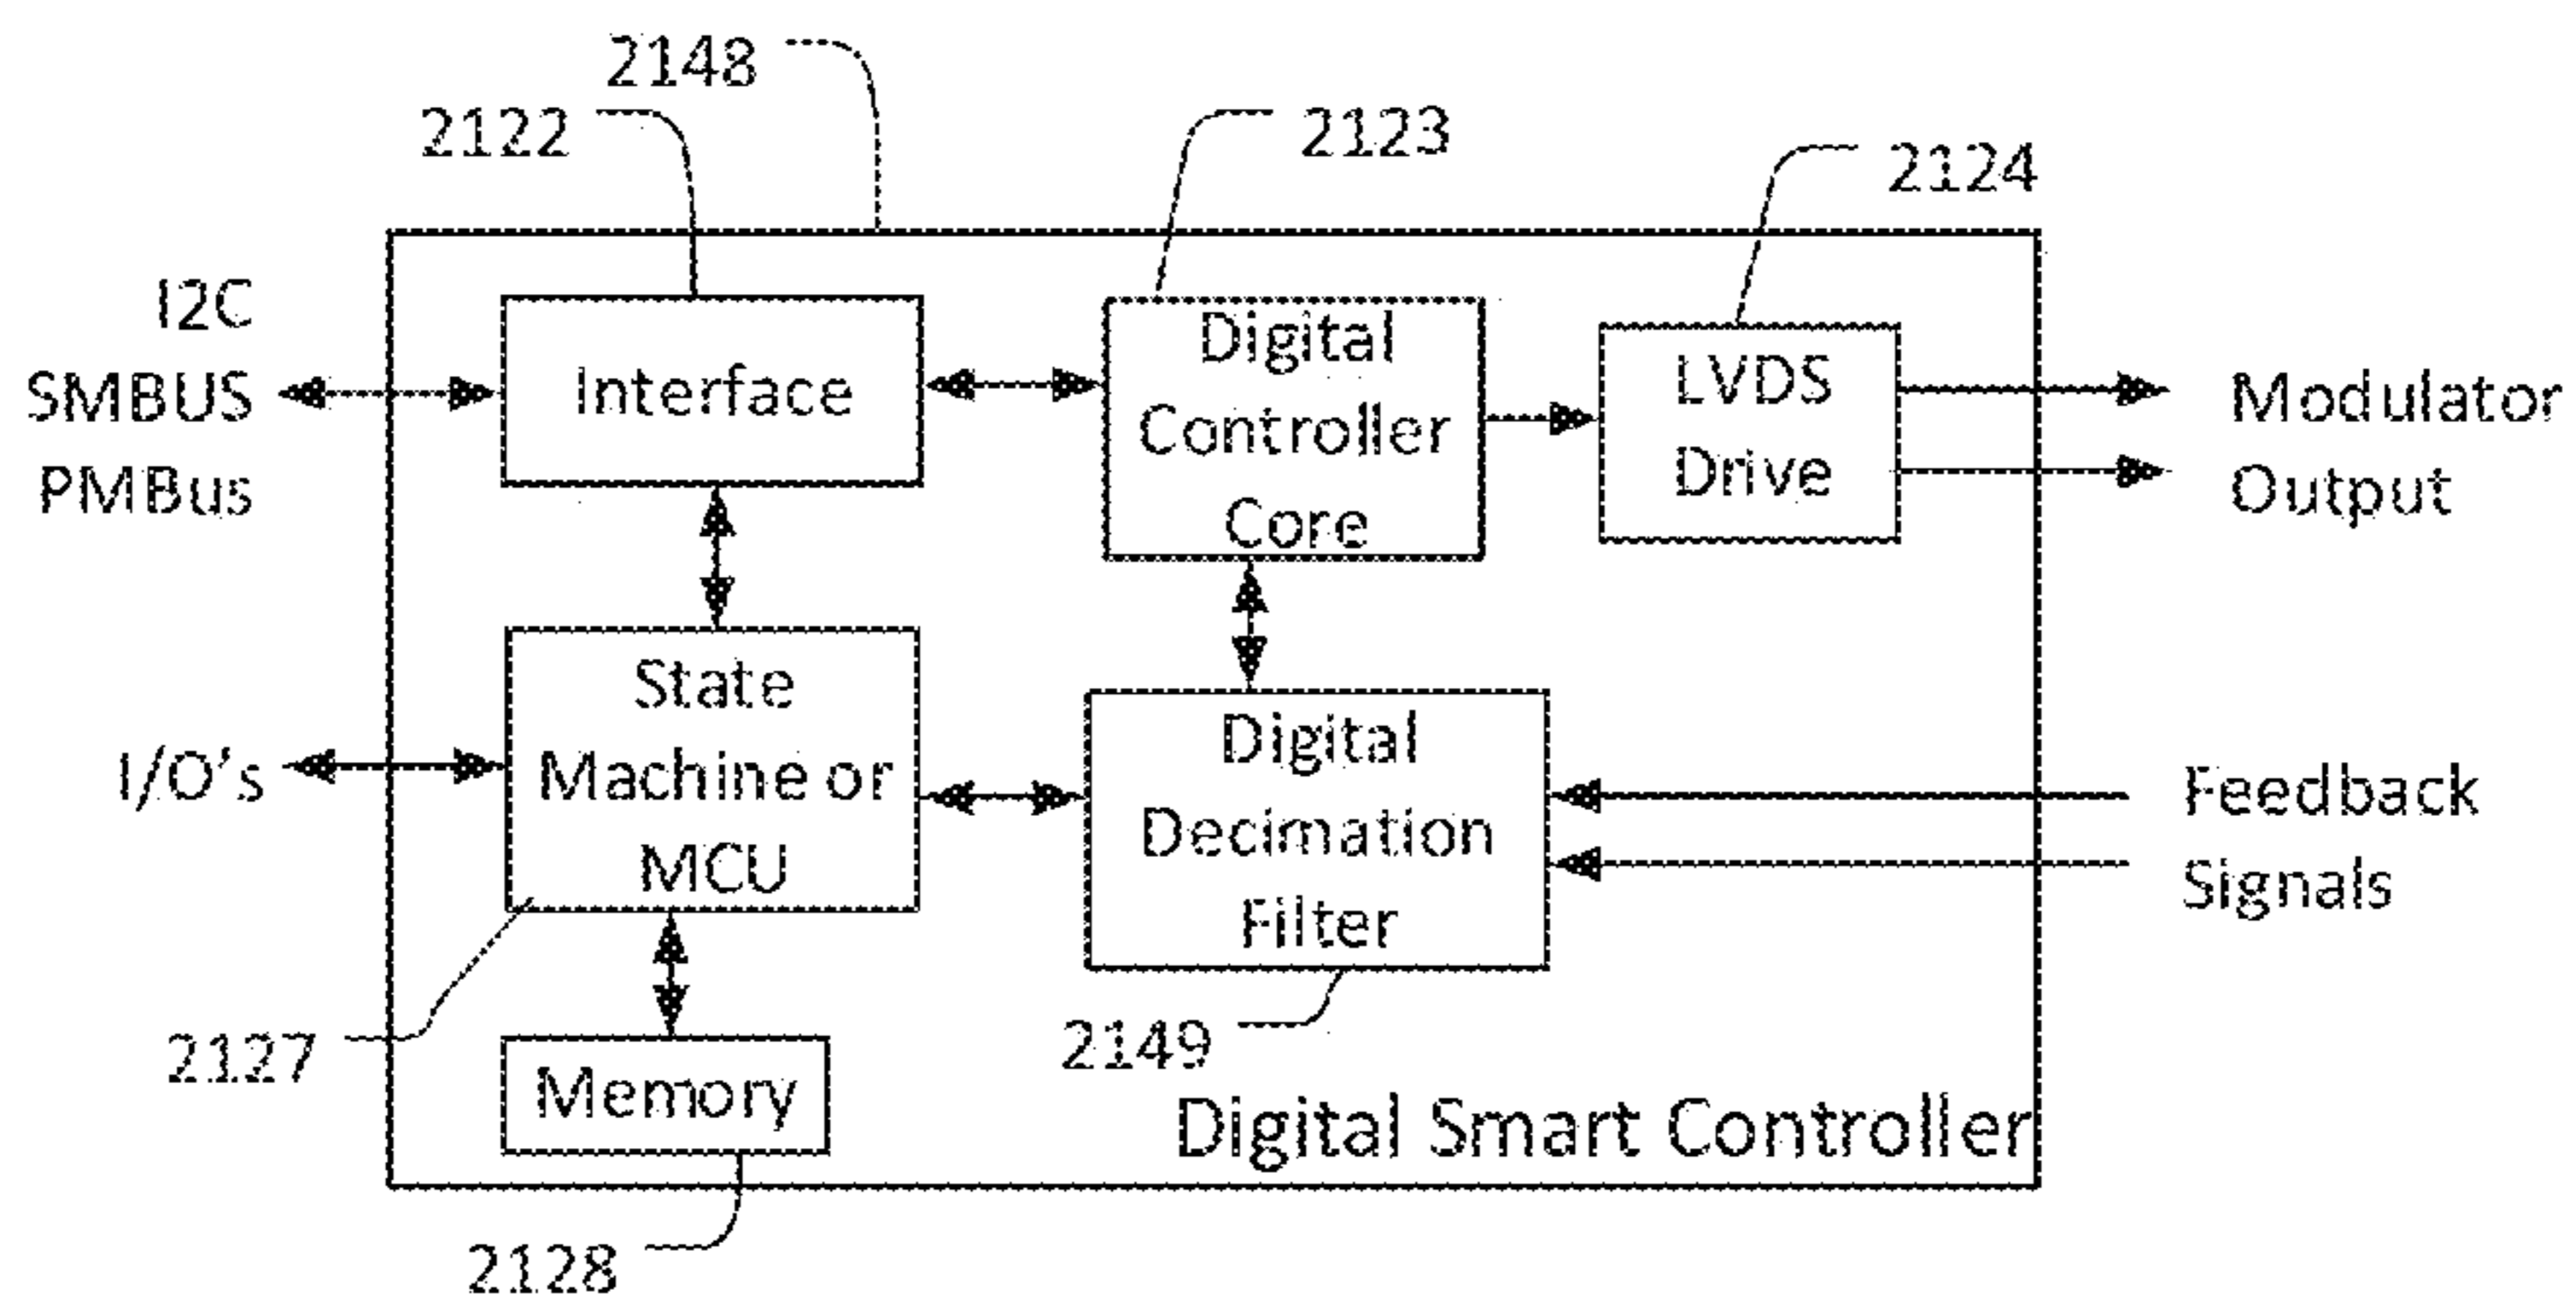 2148
2122
2123
2124
I2C
SMBUS
PMBus
Interface
Digital
Controller
Core
LVDS
Drive
Modulator
Output
I/O's
State
Machine or
MCU
Digital
Decimation
Filter
Feedback
Signals
2127
Memory
2149
Digital Smart Controller
2128